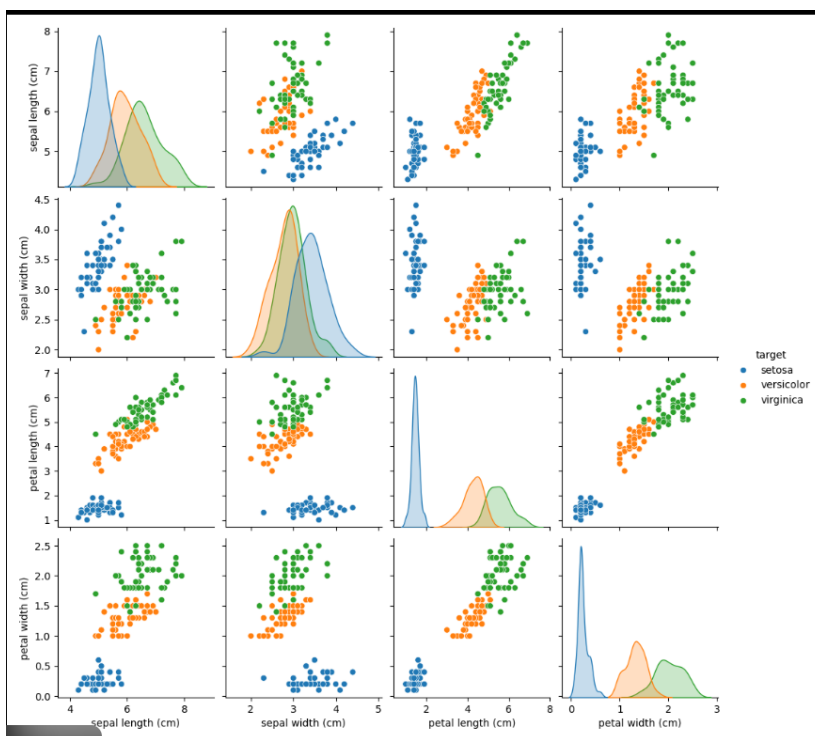 8
7
6
5
sepal length (cm)
4.5
4.0
3.5
3.0
2.5
2.0
sepal width (cm)
target
setosa
versicolor
virginica
7
6
5
4
3
2
1
petal length (cm)
2.5
2.0
1.5
1.0
0.5
0.0
petal width (cm)
4 6 8 2 3 4 5 2 4 6 8 0 1 2 3
sepal length (cm) sepal width (cm) petal length (cm) petal width (cm)